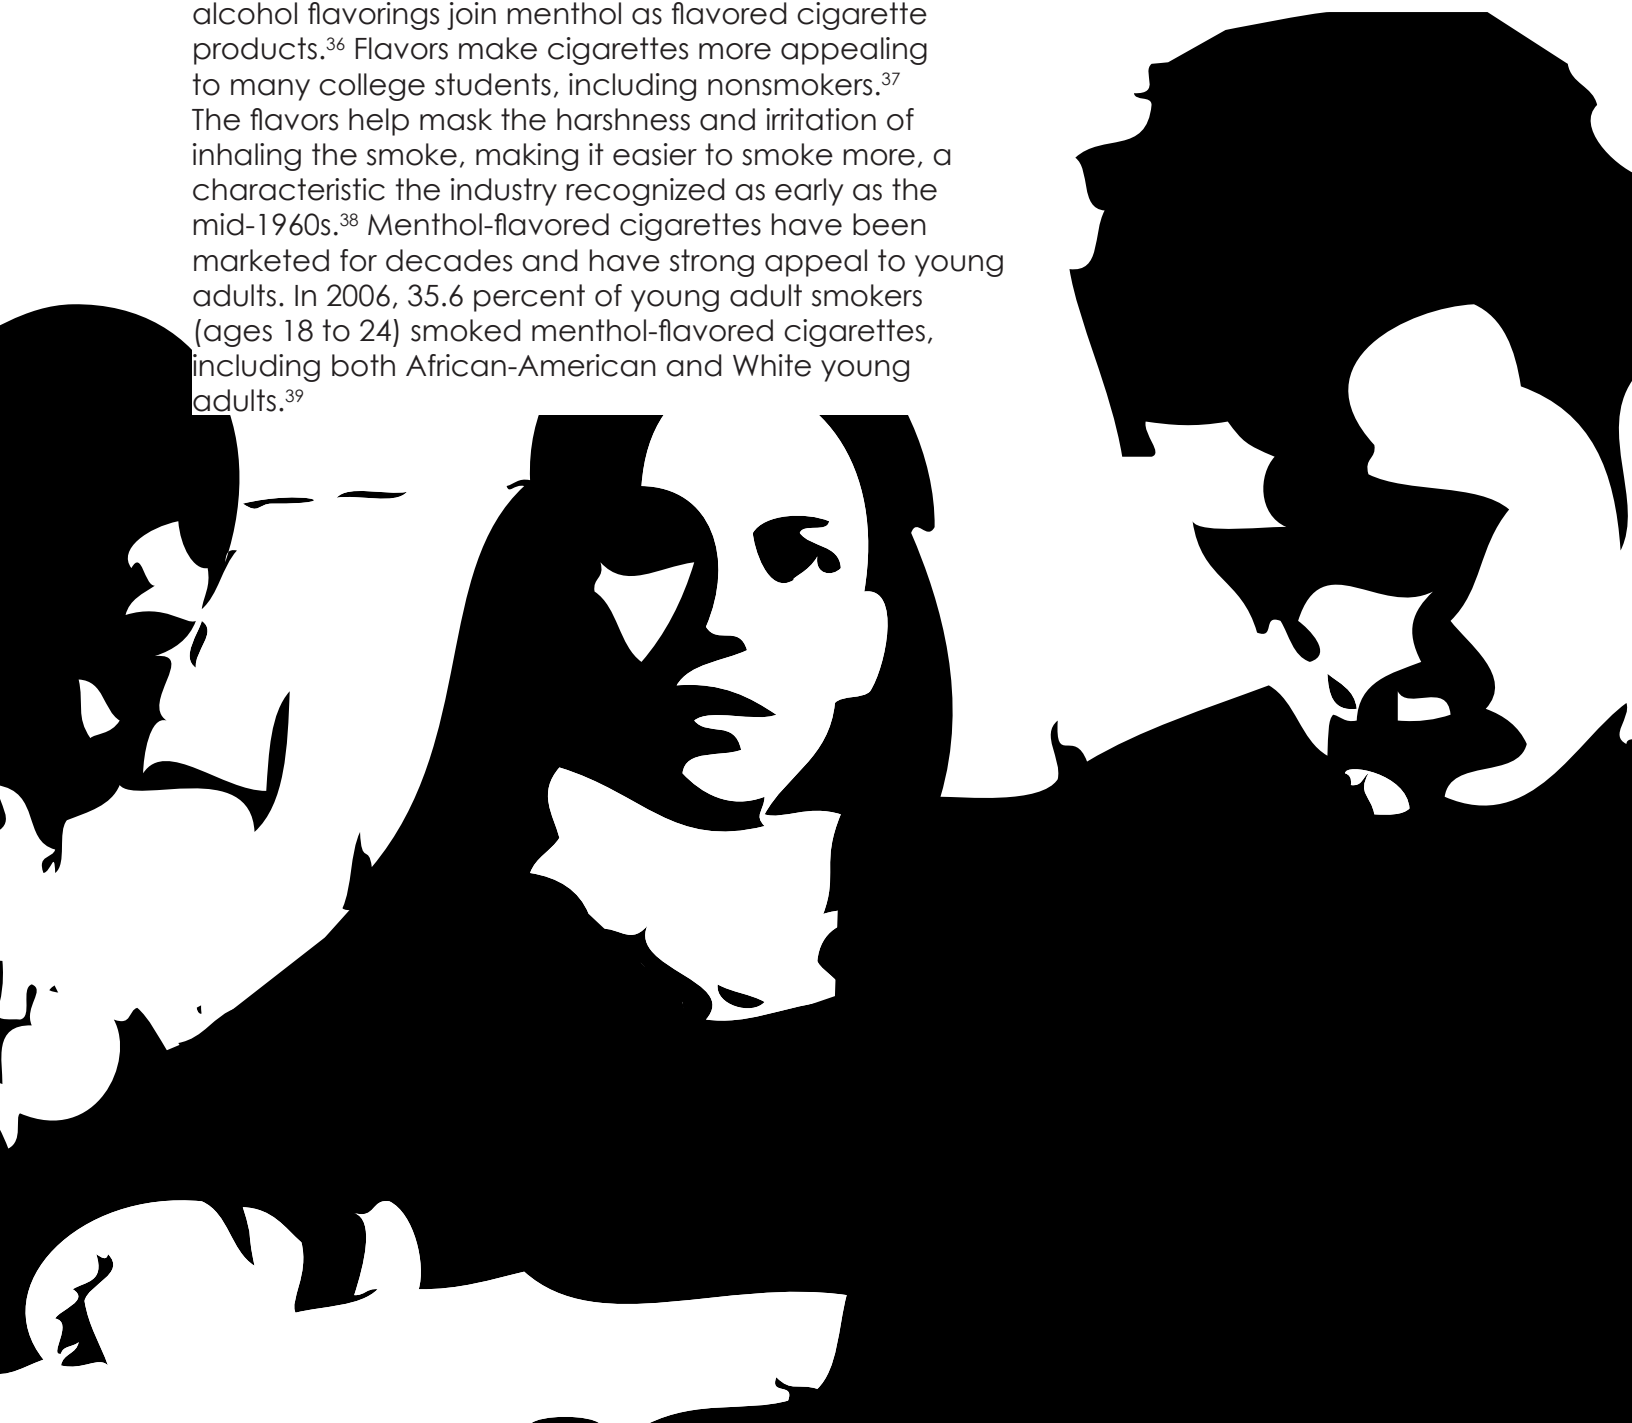 alcohol flavorings join menthol as flavored cigarette
products.36 Flavors make cigarettes more appealing
to many college students, including nonsmokers.37
The flavors help mask the harshness and irritation of
inhaling the smoke, making it easier to smoke more, a
characteristic the industry recognized as early as the
mid-1960s.38 Menthol-flavored cigarettes have been
marketed for decades and have strong appeal to young
adults. In 2006, 35.6 percent of young adult smokers
(ages 18 to 24) smoked menthol-flavored cigarettes,
including both African-American and White young
adults.39